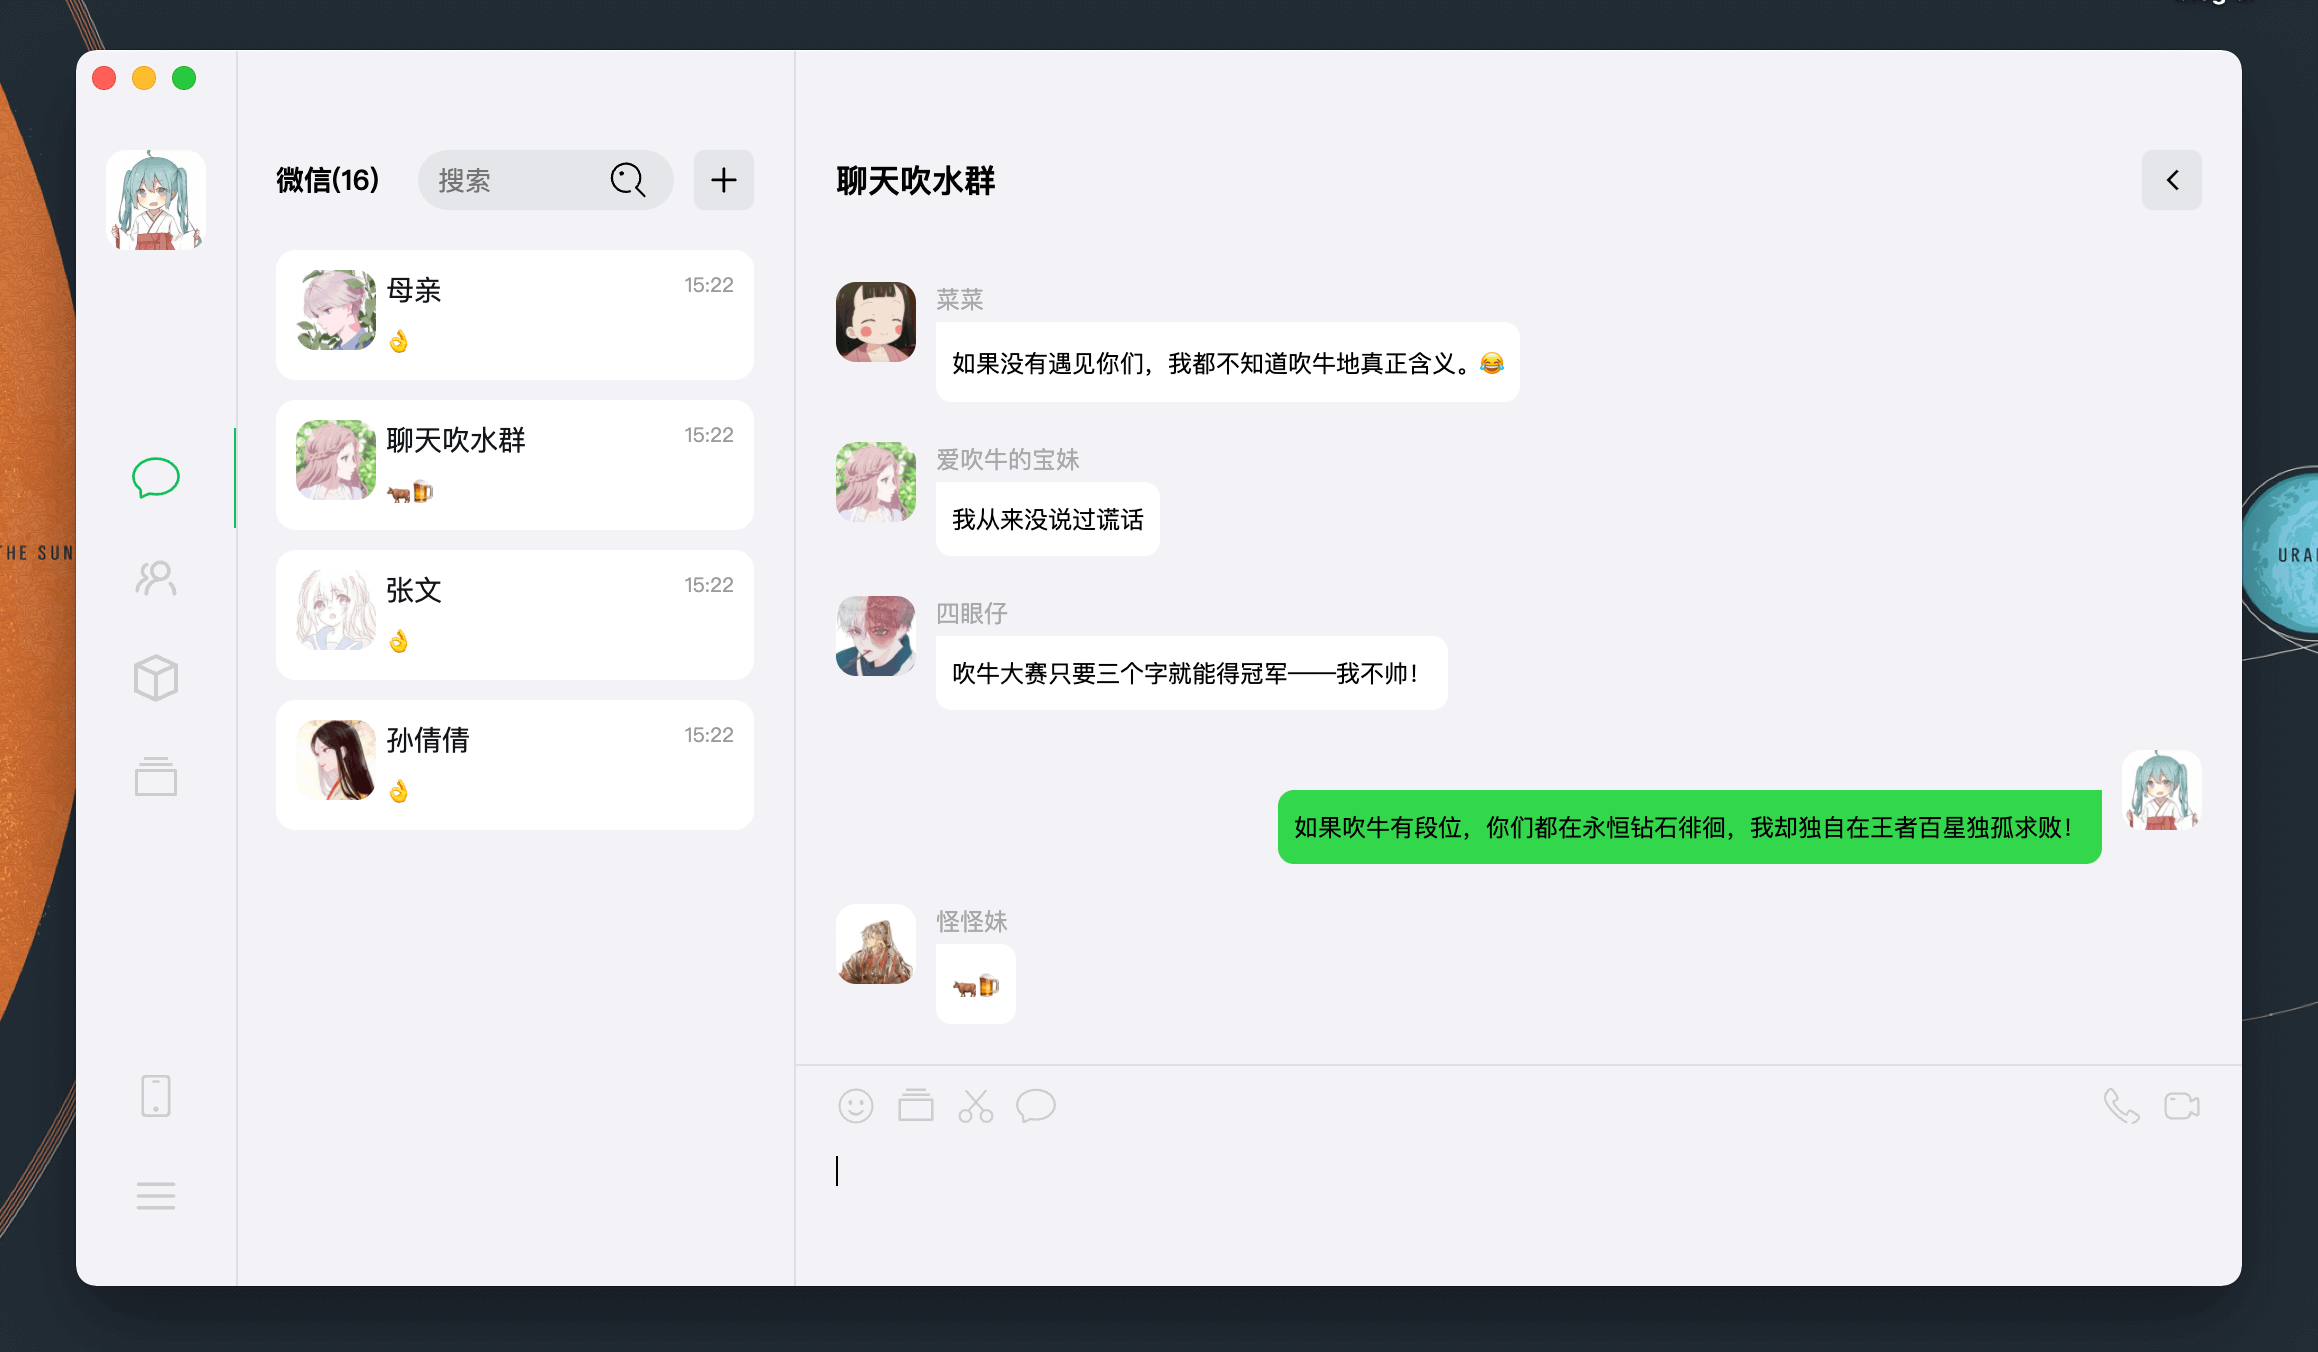 THE SUN
微信(16)
搜索
母亲
15:22
👌
聊天吹水群
15:22
🐂🍺
张文
15:22
👌
孙倩倩
15:22
👌
聊天吹水群
菜菜
如果没有遇见你们，我都不知道吹牛地真正含义。😂
爱吹牛的宝妹
我从来没说过谎话
四眼仔
吹牛大赛只要三个字就能得冠军——我不帅！
如果吹牛有段位，你们都在永恒钻石徘徊，我却独自在王者百星独孤求败！
怪怪妹
🐂🍺